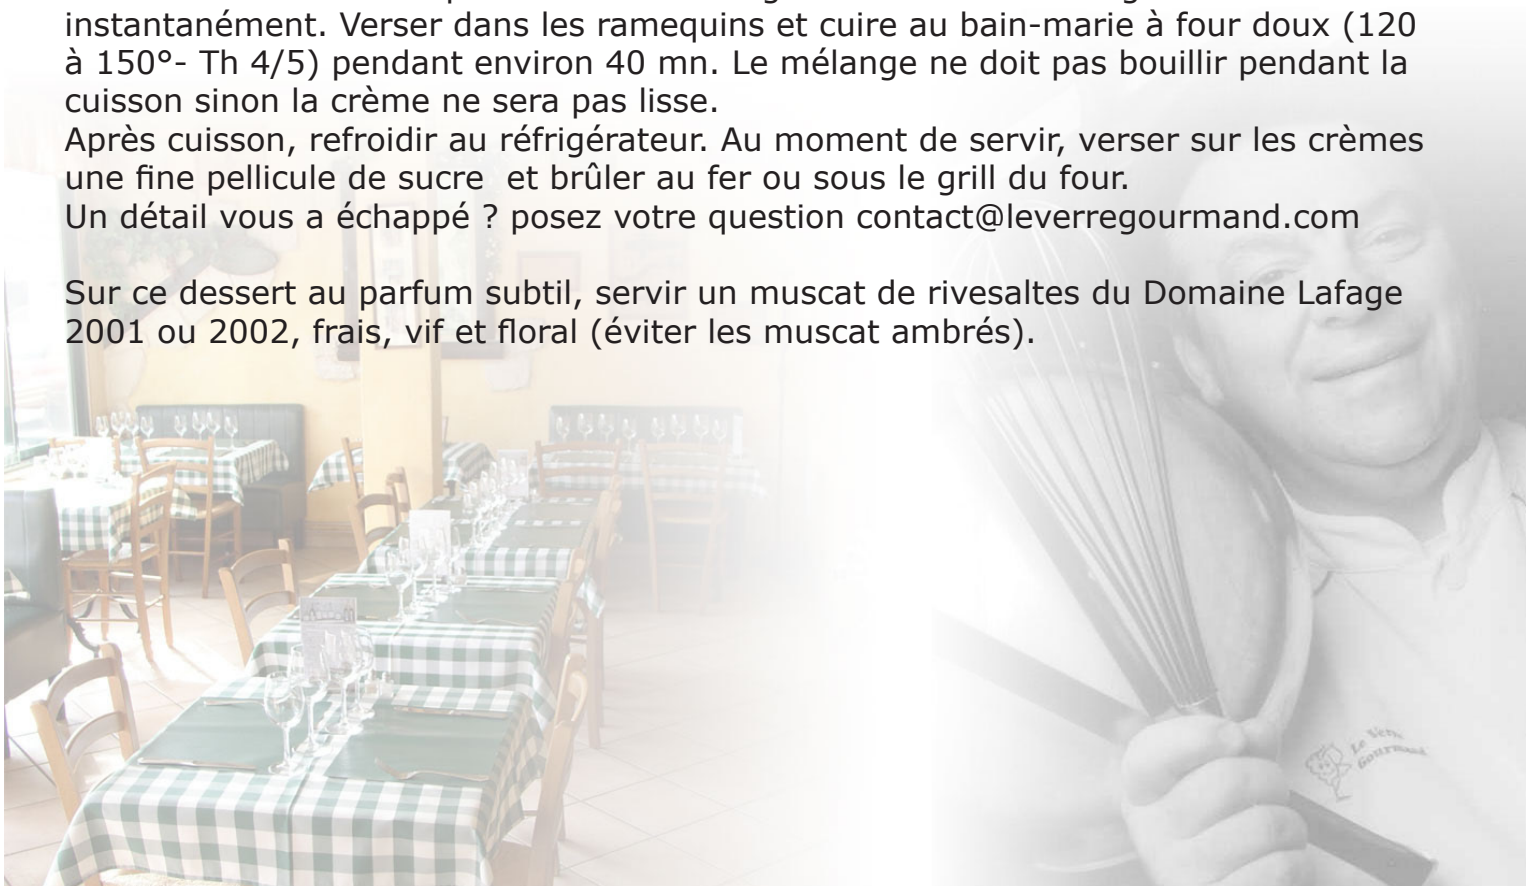 instantanément. Verser dans les ramequins et cuire au bain-marie à four doux (120
à 150°- Th 4/5) pendant environ 40 mn. Le mélange ne doit pas bouillir pendant la
cuisson sinon la crème ne sera pas lisse.
Après cuisson, refroidir au réfrigérateur. Au moment de servir, verser sur les crèmes
une fine pellicule de sucre  et brûler au fer ou sous le grill du four.
Un détail vous a échappé ? posez votre question contact@leverregourmand.com
Sur ce dessert au parfum subtil, servir un muscat de rivesaltes du Domaine Lafage
2001 ou 2002, frais, vif et floral (éviter les muscat ambrés).
Le Verre
Gourmand